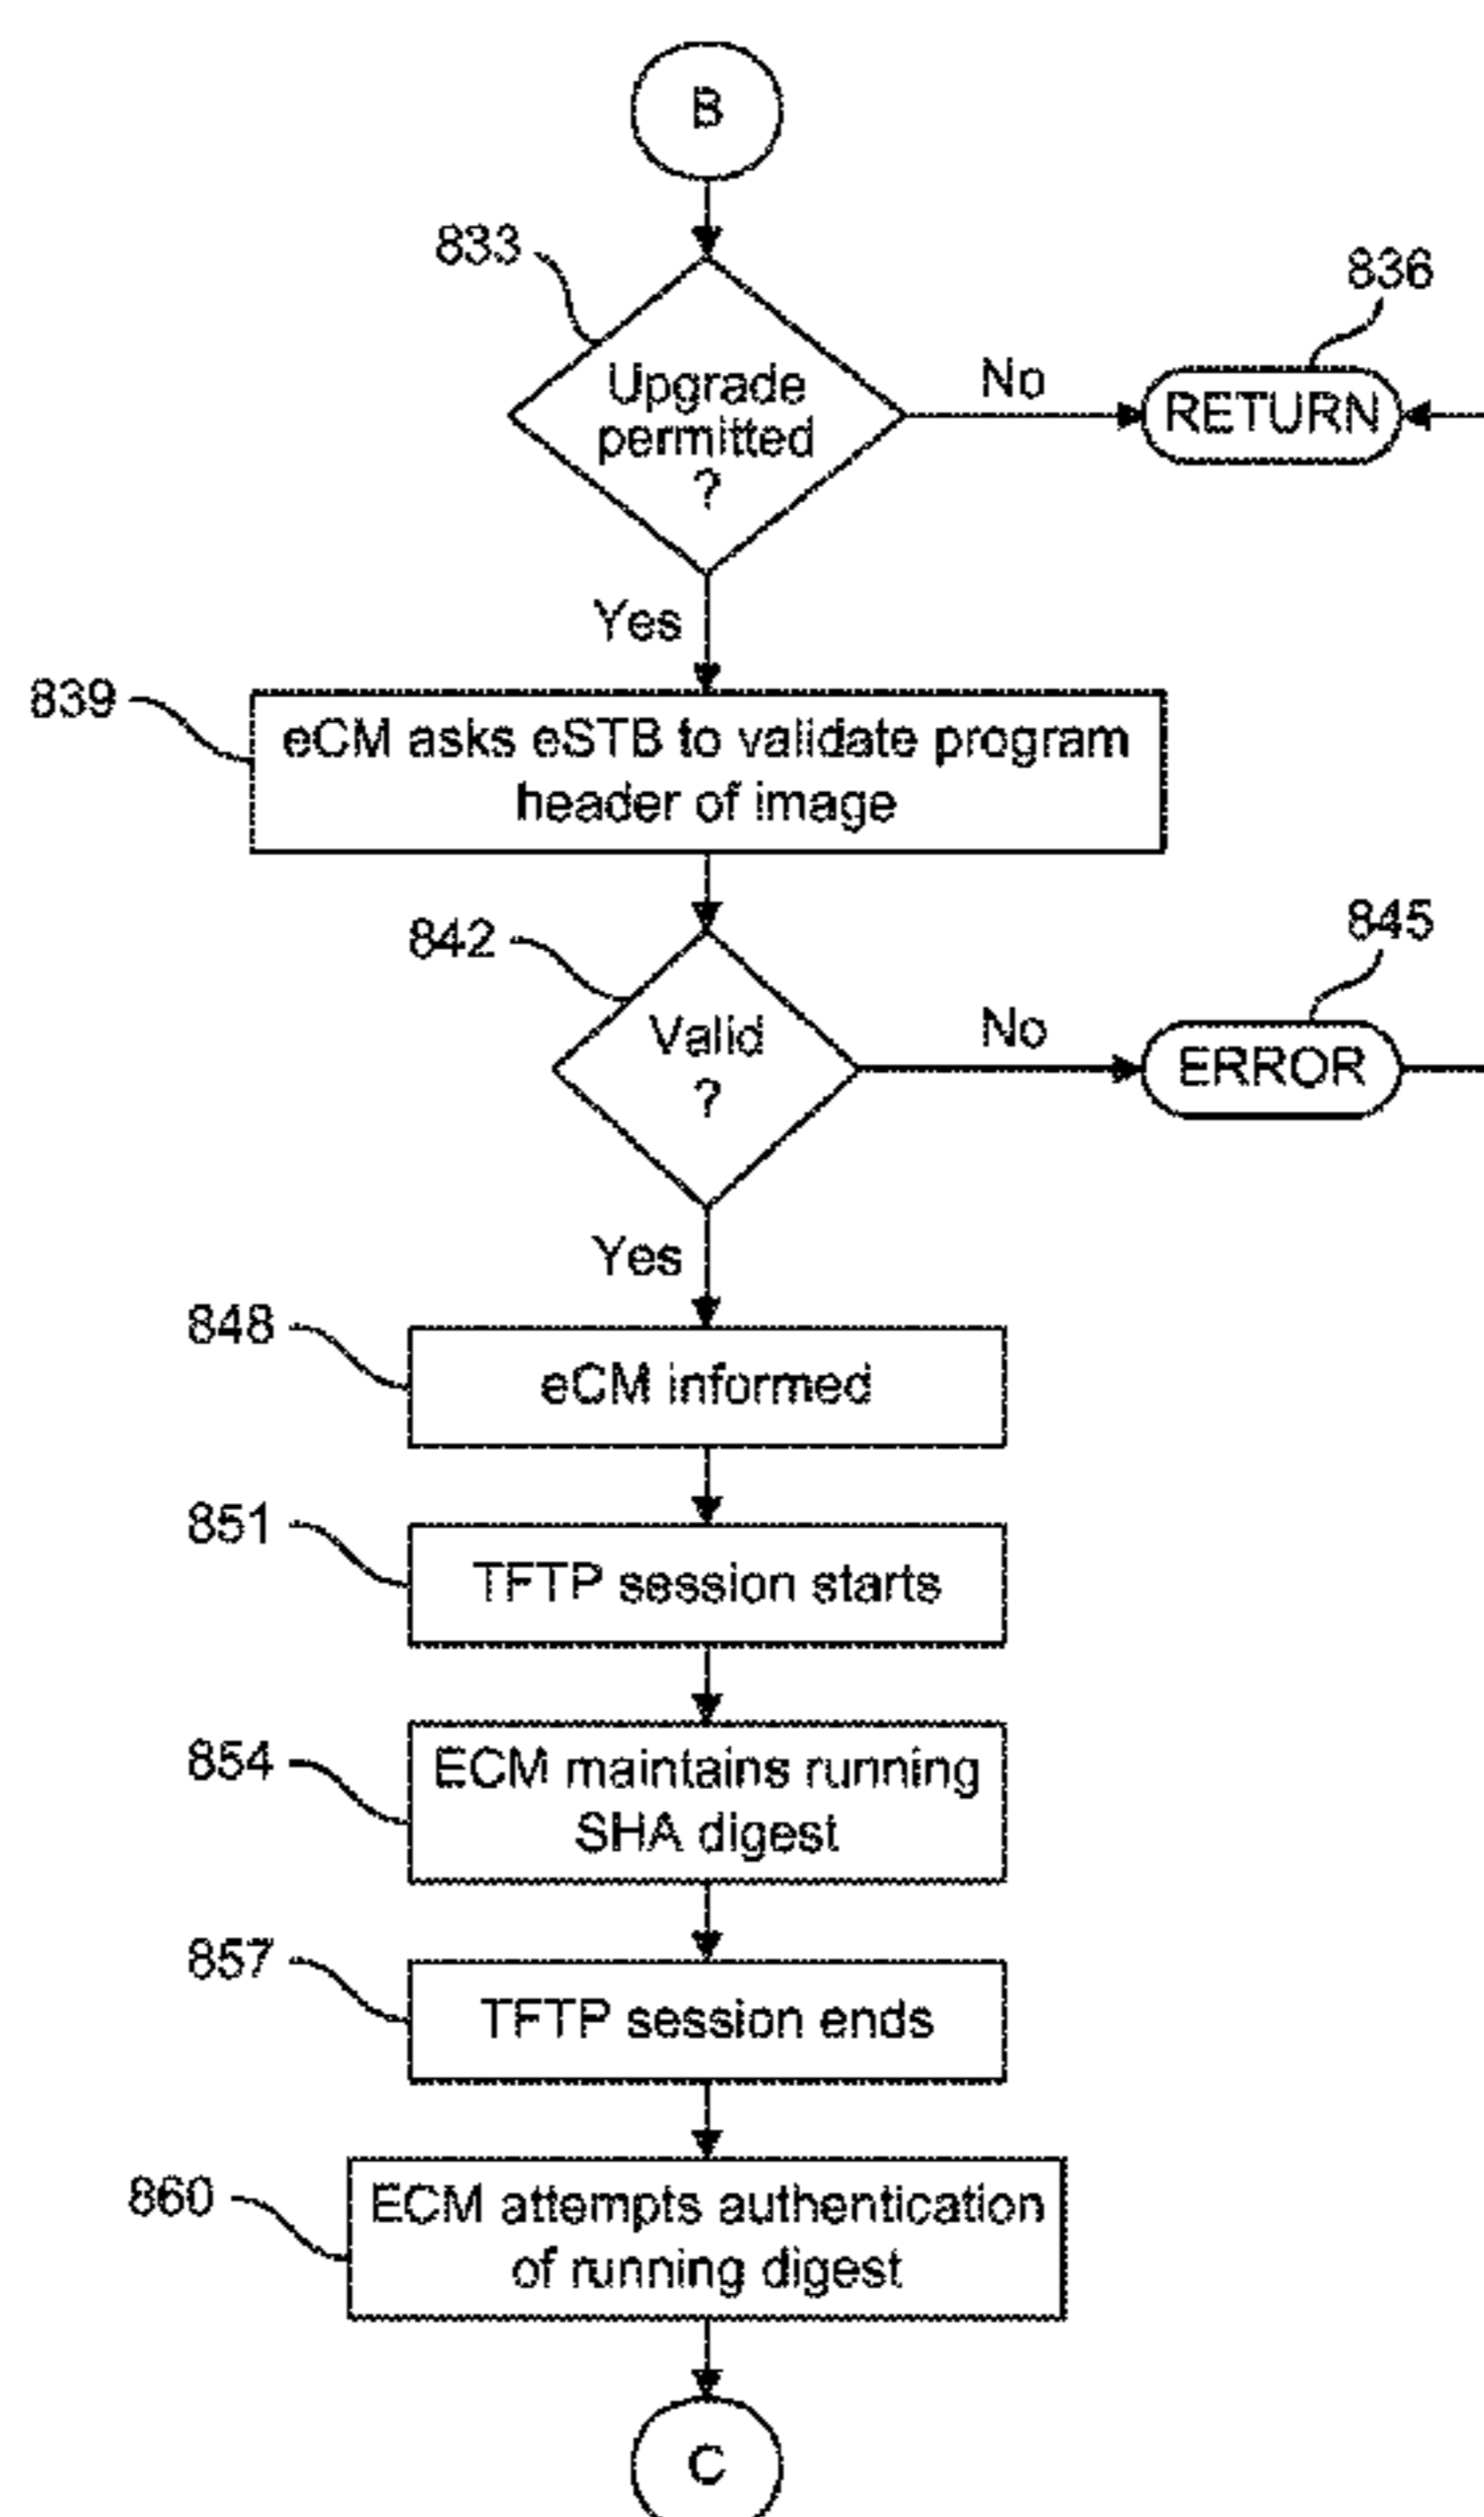 B
833
Upgrade
permitted
?
No
836
RETURN
Yes
839
eCM asks eSTB to validate program
header of image
842
Valid
?
No
845
ERROR
Yes
848
eCM informed
851
TFTP session starts
854
ECM maintains running
SHA digest
857
TFTP session ends
860
ECM attempts authentication
of running digest
C